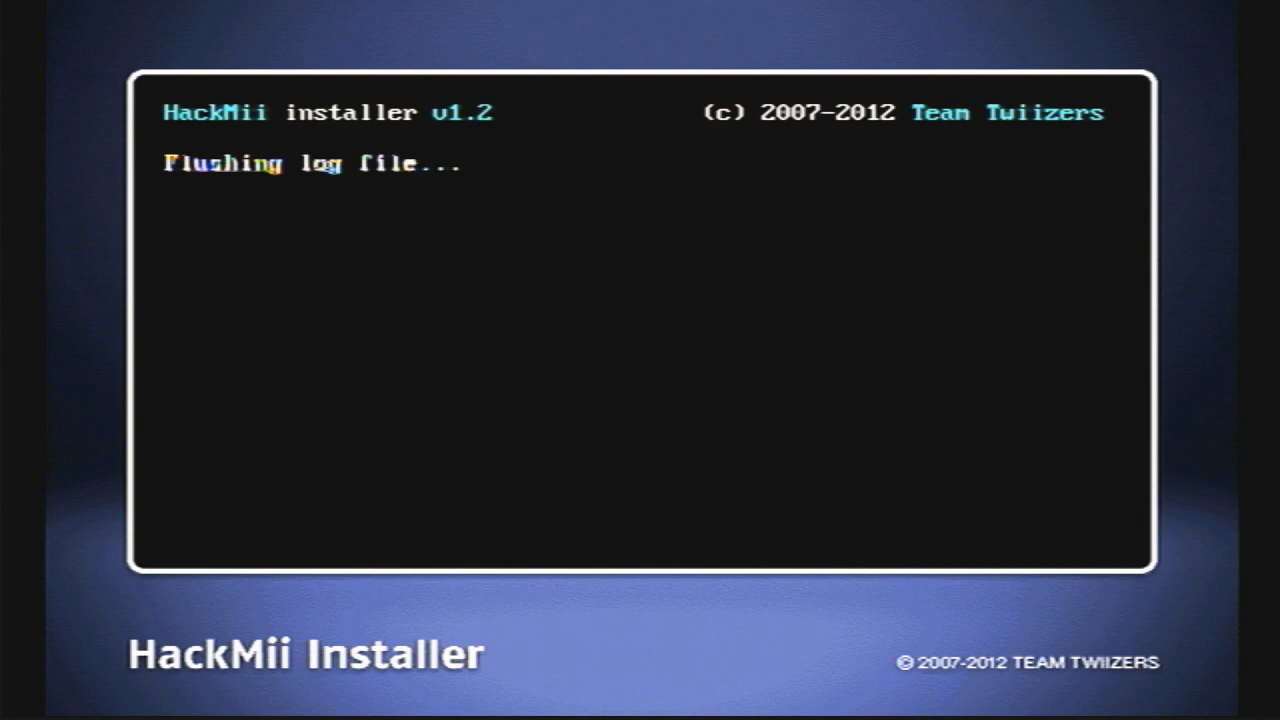 HackMii installer v1.2 (c) 2007-2012 Team Twiizers
Flushing log file...
HackMii Installer © 2007-2012 TEAM TWIIZERS